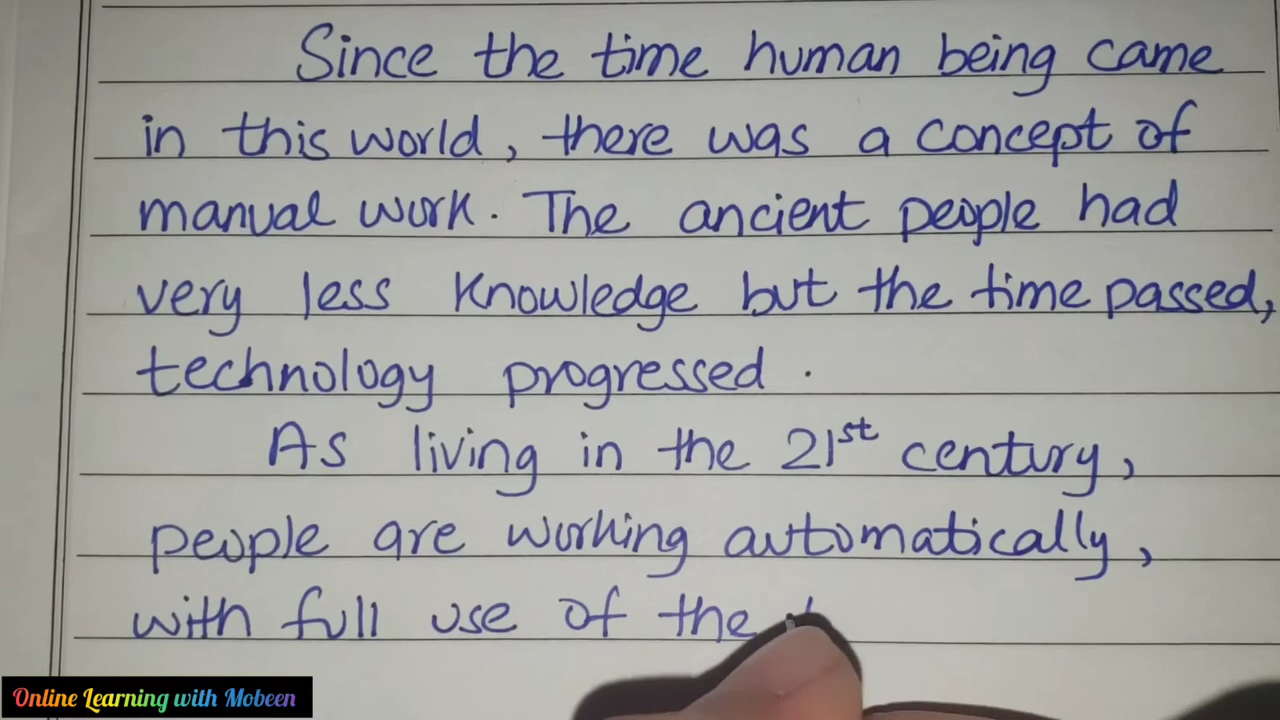 Since the time human being came
in this world, there was a concept of
manual work. The ancient people had
very less knowledge but the time passed,
technology progressed.
As living in the 21st century,
people are working automatically,
with full use of the
Online Learning with Mobeen